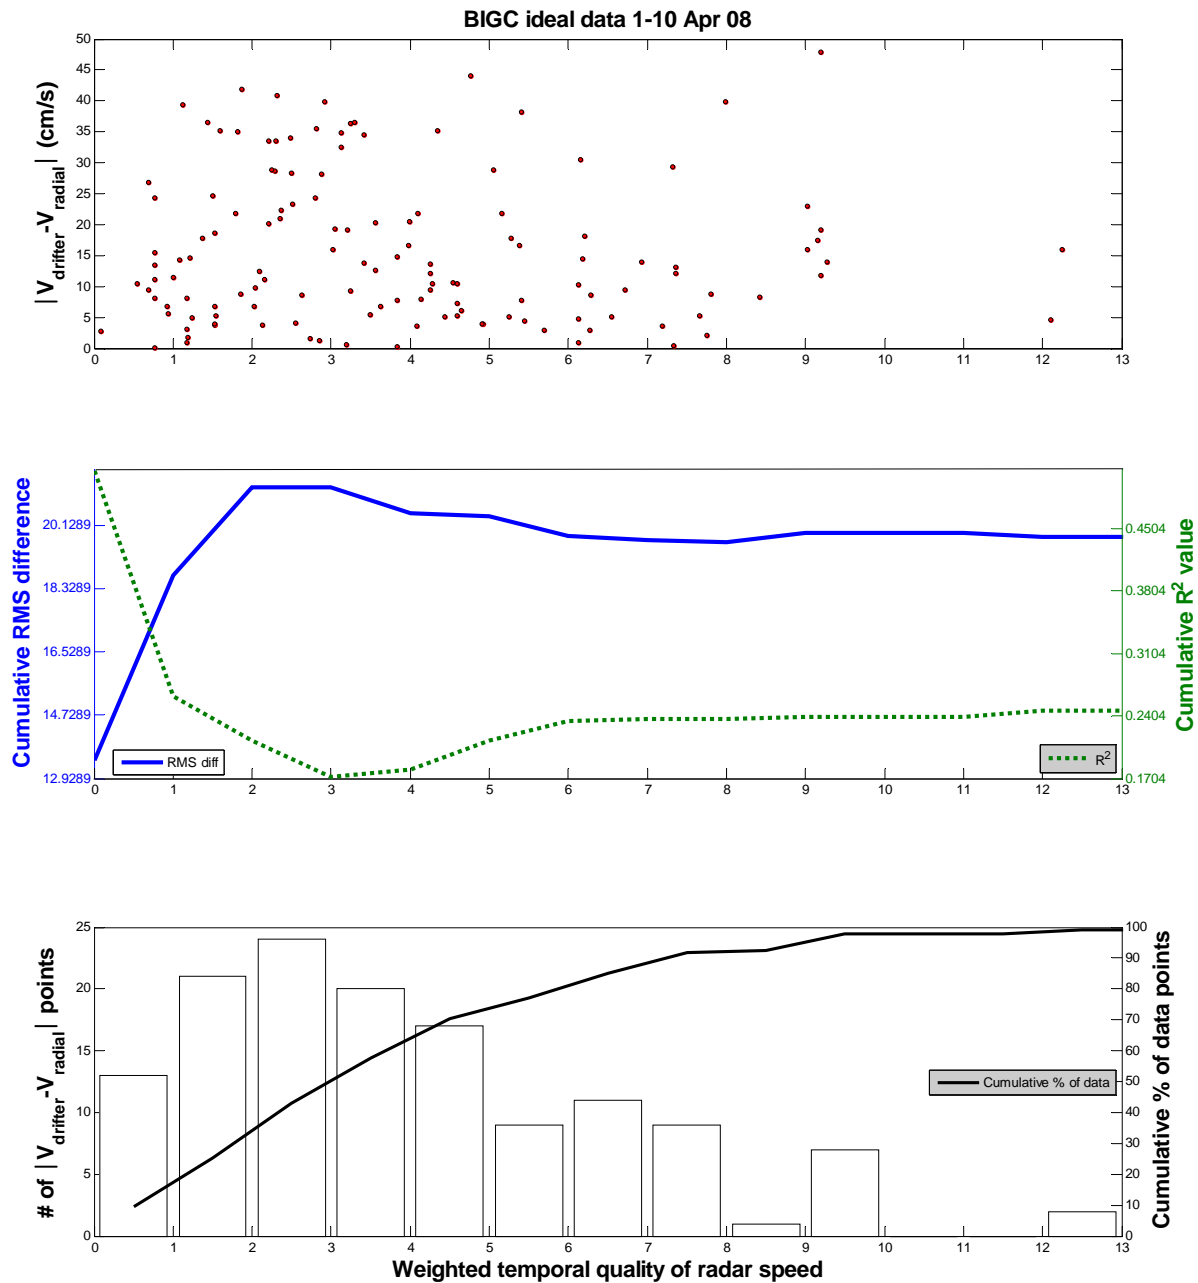 BIGC ideal data 1-10 Apr 08
|V_drifter-V_radial| (cm/s)
50
45
40
35
30
25
20
15
10
5
0
0 1 2 3 4 5 6 7 8 9 10 11 12 13
Cumulative RMS difference
20.1289
18.3289
16.5289
14.7289
12.9289
RMS diff
0.4504
0.3804
0.3104
0.2404
0.1704
Cumulative R² value
R²
0 1 2 3 4 5 6 7 8 9 10 11 12 13
# of |V_drifter-V_radial| points
25
20
15
10
5
0
100
90
80
70
60
50
40
30
20
10
0
Cumulative % of data points
Cumulative % of data
0 1 2 3 4 5 6 7 8 9 10 11 12 13
Weighted temporal quality of radar speed